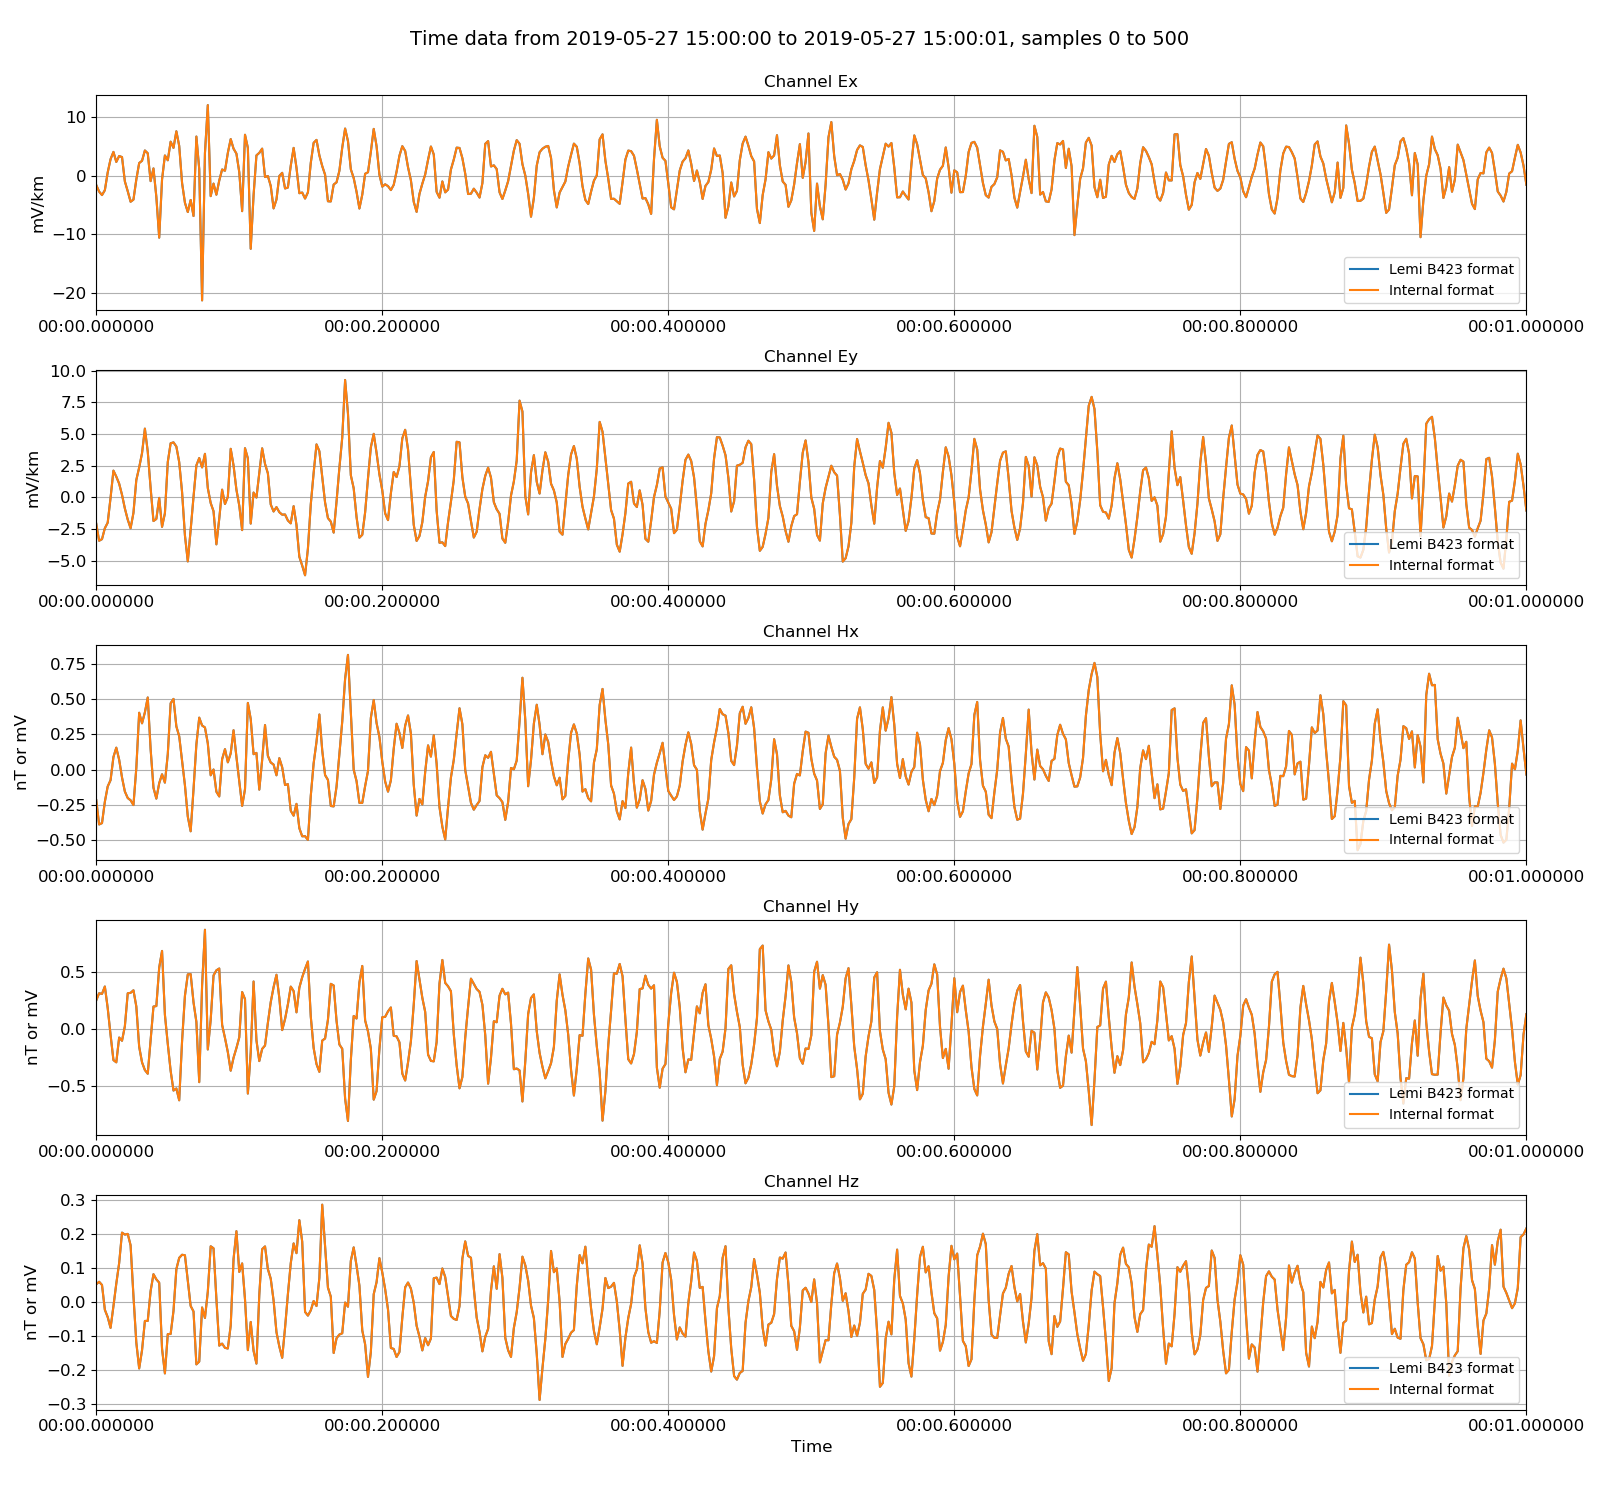 Time data from 2019-05-27 15:00:00 to 2019-05-27 15:00:01, samples 0 to 500
Channel Ex
10
0
−10
−20
mV/km
Lemi B423 format
Internal format
00:00.000000 00:00.200000 00:00.400000 00:00.600000 00:00.800000 00:01.000000
Channel Ey
10.0
7.5
5.0
2.5
0.0
−2.5
−5.0
mV/km
Lemi B423 format
Internal format
00:00.000000 00:00.200000 00:00.400000 00:00.600000 00:00.800000 00:01.000000
Channel Hx
0.75
0.50
0.25
0.00
−0.25
−0.50
nT or mV
Lemi B423 format
Internal format
00:00.000000 00:00.200000 00:00.400000 00:00.600000 00:00.800000 00:01.000000
Channel Hy
0.5
0.0
−0.5
nT or mV
Lemi B423 format
Internal format
00:00.000000 00:00.200000 00:00.400000 00:00.600000 00:00.800000 00:01.000000
Channel Hz
0.3
0.2
0.1
0.0
−0.1
−0.2
−0.3
nT or mV
Lemi B423 format
Internal format
00:00.000000 00:00.200000 00:00.400000 00:00.600000 00:00.800000 00:01.000000
Time